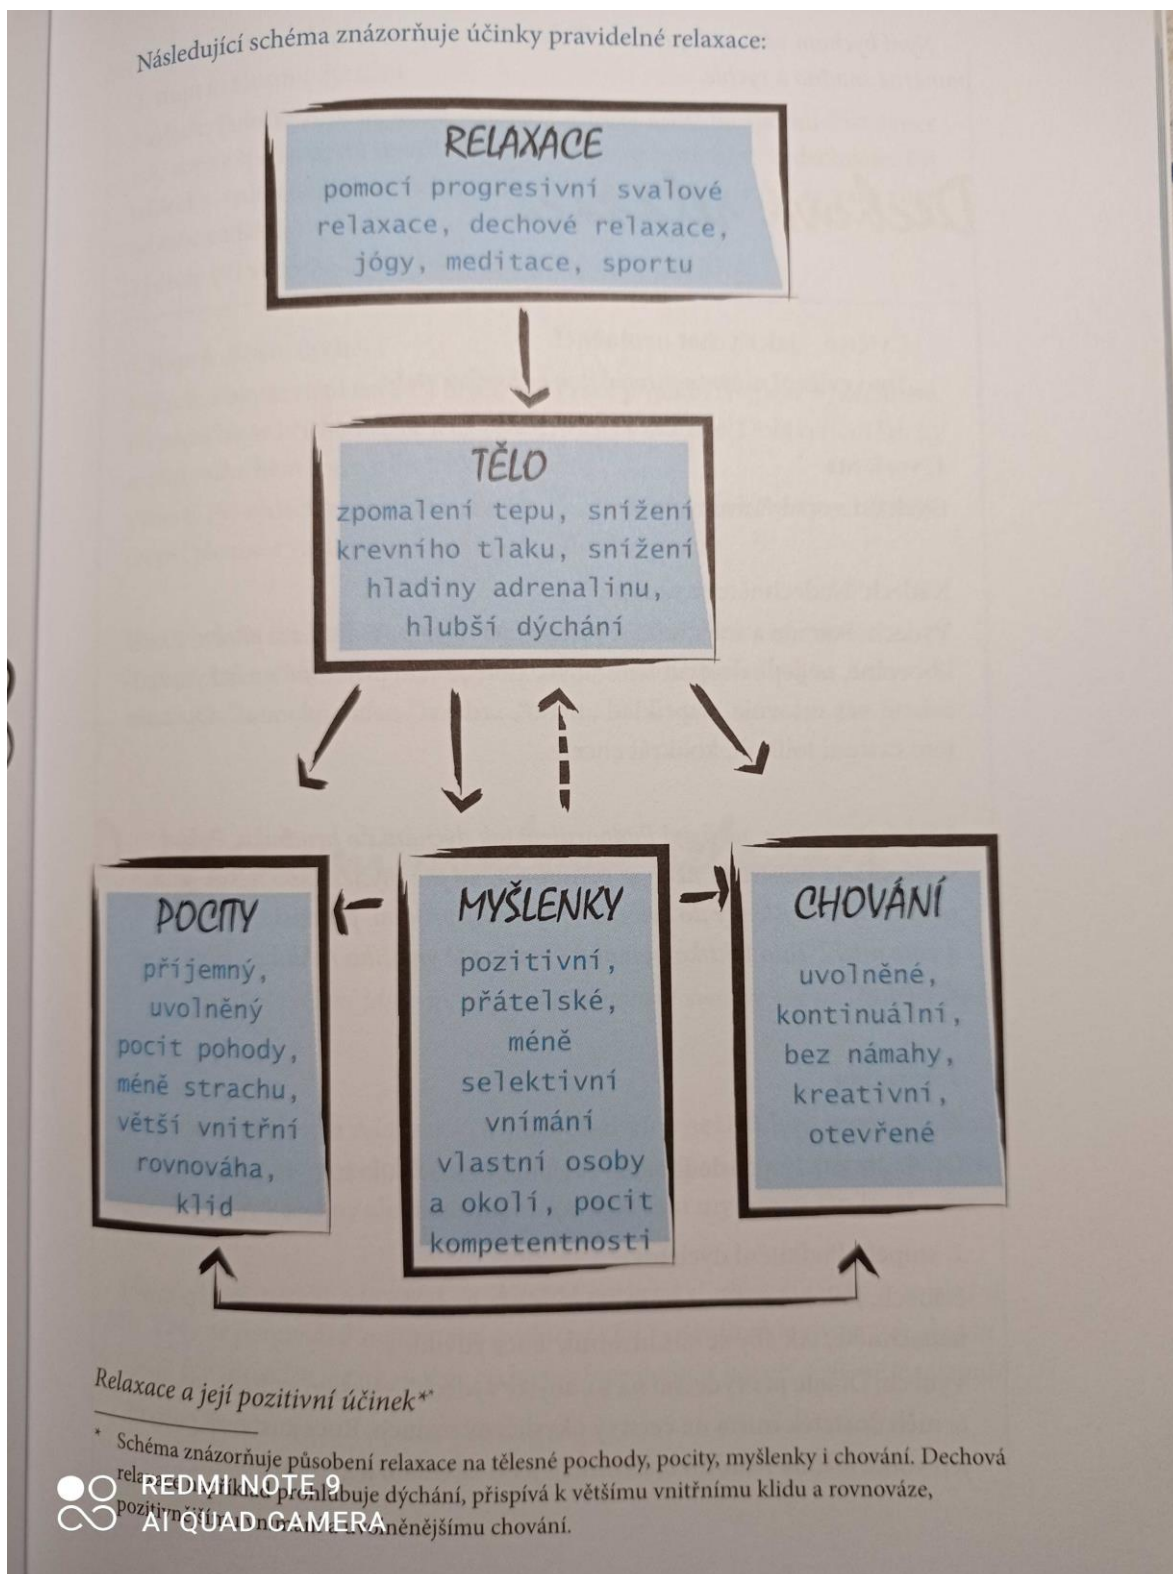 Následující schéma znázorňuje účinky pravidelné relaxace:
RELAXACE
pomocí progresivní svalové
relaxace, dechové relaxace,
jógy, meditace, sportu
TĚLO
zpomalení tepu, snížení
krevního tlaku, snížení
hladiny adrenalinu,
hlubší dýchání
POCITY
příjemný,
uvolněný
pocit pohody,
méně strachu,
větší vnitřní
rovnováha,
klid
MYŠLENKY
pozitivní,
přátelské,
méně
selektivní
vnímání
vlastní osoby
a okolí, pocit
kompetentnosti
CHOVÁNÍ
uvolněné,
kontinuální,
bez námahy,
kreativní,
otevřené
Relaxace a její pozitivní účinek**
* Schéma znázorňuje působení relaxace na tělesné pochody, pocity, myšlenky i chování. Dechová
relaxace například prohlubuje dýchání, přispívá k většímu vnitřnímu klidu a rovnováze,
pozitivnějšímu
REDMI NOTE 9
AI QUAD CAMERA